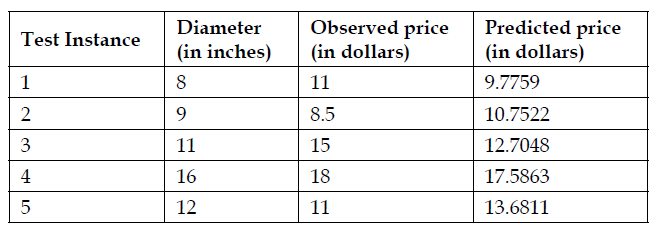 Test Instance Diameter (in inches) Observed price (in dollars) Predicted price (in dollars)
1 8 11 9.7759
2 9 8.5 10.7522
3 11 15 12.7048
4 16 18 17.5863
5 12 11 13.6811